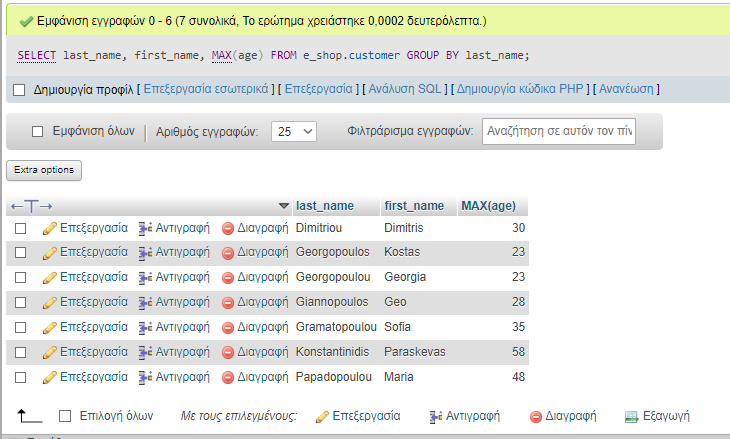 Εμφάνιση εγγραφών 0 - 6 (7 συνολικά, Το ερώτημα χρειάστηκε 0,0002 δευτερόλεπτα.)
SELECT last_name, first_name, MAX(age) FROM e_shop.customer GROUP BY last_name;
Δημιουργία προφίλ [ Επεξεργασία εσωτερικά ] [ Επεξεργασία ] [ Ανάλυση SQL ] [ Δημιουργία κώδικα PHP ] [ Ανανέωση ]
Εμφάνιση όλων | Αριθμός εγγραφών: 25 Φιλτράρισμα εγγραφών: Αναζήτηση σε αυτόν τον πίν
Extra options
←T→ last_name first_name MAX(age)
Επεξεργασία Αντιγραφή Διαγραφή Dimitriou Dimitris 30
Επεξεργασία Αντιγραφή Διαγραφή Georgopoulos Kostas 23
Επεξεργασία Αντιγραφή Διαγραφή Georgopoulou Georgia 23
Επεξεργασία Αντιγραφή Διαγραφή Giannopoulos Geo 28
Επεξεργασία Αντιγραφή Διαγραφή Gramatopoulou Sofia 35
Επεξεργασία Αντιγραφή Διαγραφή Konstantinidis Paraskevas 58
Επεξεργασία Αντιγραφή Διαγραφή Papadopoulou Maria 48
Επιλογή όλων Με τους επιλεγμένους: Επεξεργασία Αντιγραφή Διαγραφή Εξαγωγή